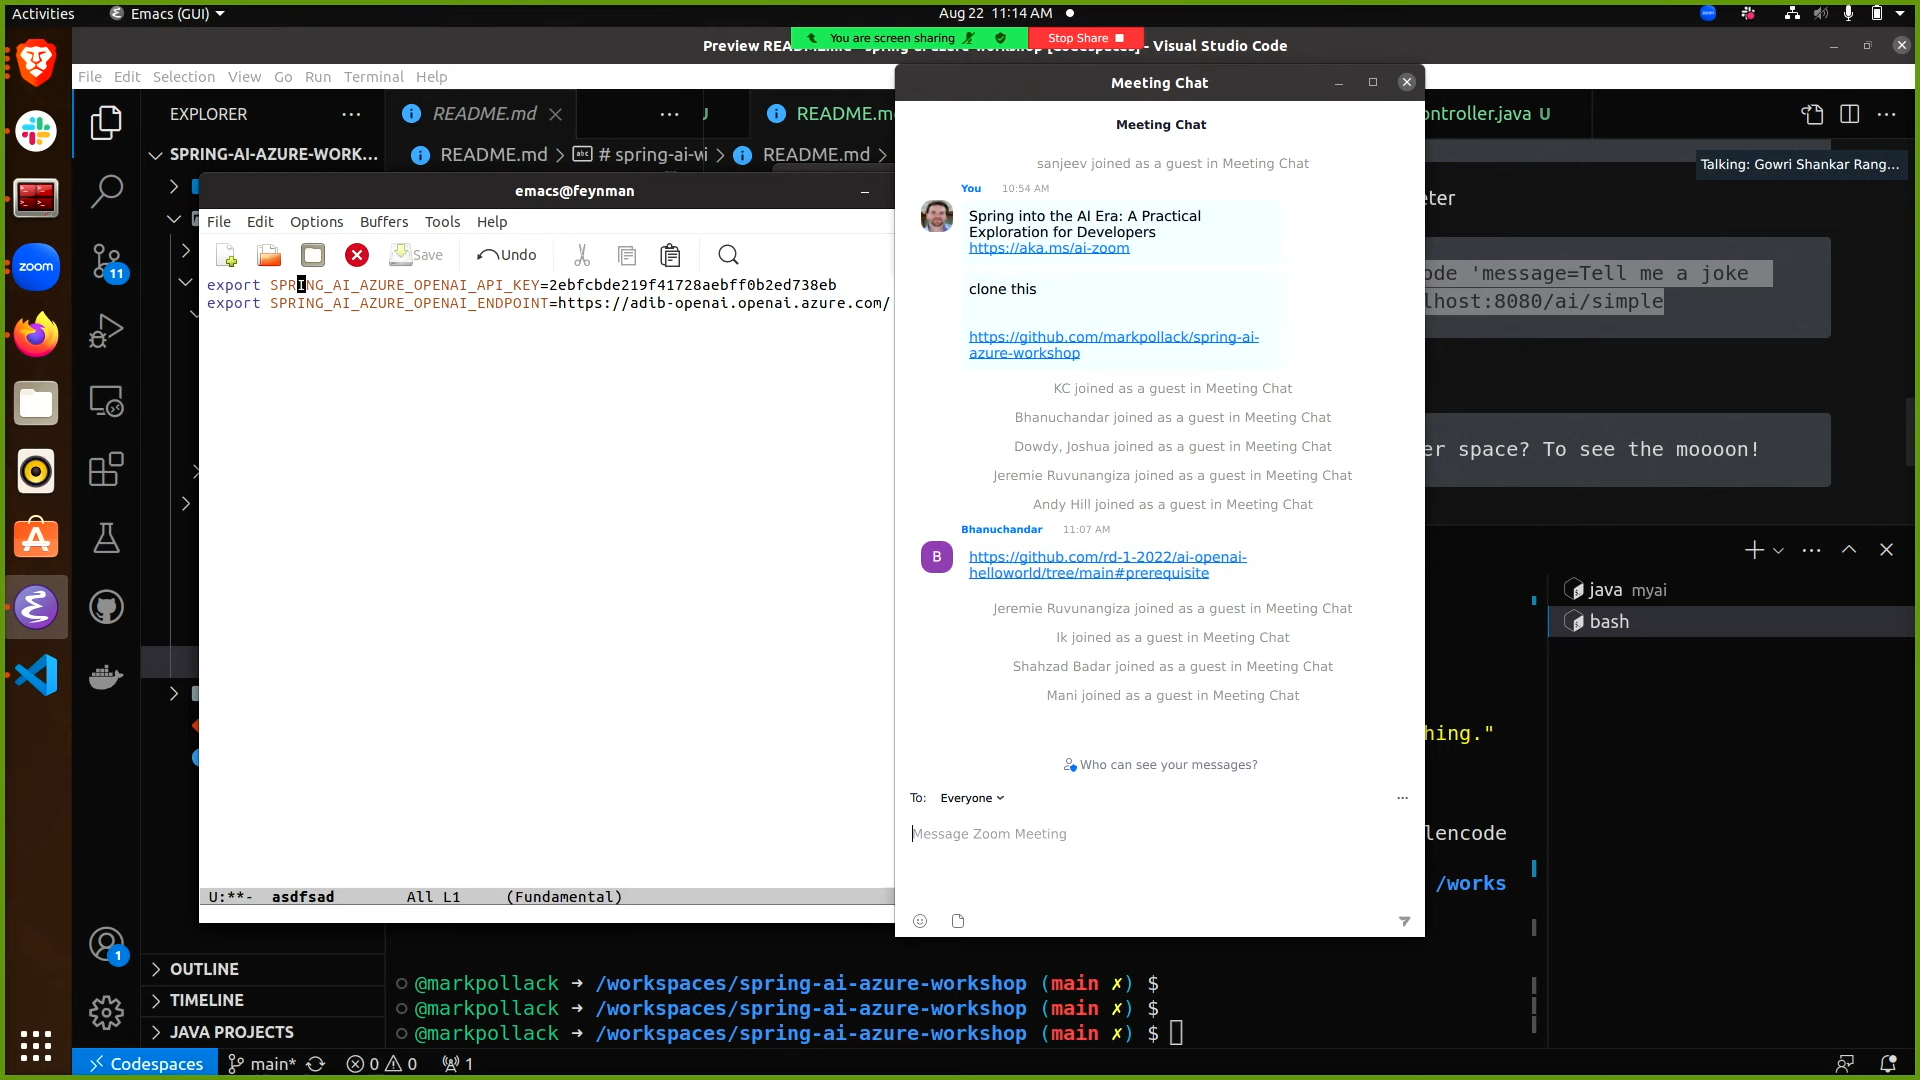 Activities
Emacs (GUI)
Aug 22 11:14 AM
You are screen sharing
Stop Share
Visual Studio Code
File Edit Selection View Go Run Terminal Help
EXPLORER
README.md
SPRING-AI-AZURE-WORK...
README.md
# spring-ai-wi
README.md
ontroller.java U
Talking: Gowri Shankar Rang...
emacs@feynman
File Edit Options Buffers Tools Help
Save
Undo
export SPRING_AI_AZURE_OPENAI_API_KEY=2ebfcbde219f41728aebff0b2ed738eb
export SPRING_AI_AZURE_OPENAI_ENDPOINT=https://adib-openai.openai.azure.com/
U:**- asdfsad All L1 (Fundamental)
Meeting Chat
Meeting Chat
sanjeev joined as a guest in Meeting Chat
You 10:54 AM
Spring into the AI Era: A Practical
Exploration for Developers
https://aka.ms/ai-zoom
clone this
https://github.com/markpollack/spring-ai-
azure-workshop
KC joined as a guest in Meeting Chat
Bhanuchandar joined as a guest in Meeting Chat
Dowdy, Joshua joined as a guest in Meeting Chat
Jeremie Ruvunangiza joined as a guest in Meeting Chat
Andy Hill joined as a guest in Meeting Chat
Bhanuchandar 11:07 AM
B
https://github.com/rd-1-2022/ai-openai-
helloworld/tree/main#prerequisite
Jeremie Ruvunangiza joined as a guest in Meeting Chat
Ik joined as a guest in Meeting Chat
Shahzad Badar joined as a guest in Meeting Chat
Mani joined as a guest in Meeting Chat
Who can see your messages?
To: Everyone
Message Zoom Meeting
eter
ode 'message=Tell me a joke
lhost:8080/ai/simple
er space? To see the moooon!
java myai
bash
hing."
lencode
/works
zoom
11
1
OUTLINE
TIMELINE
JAVA PROJECTS
@markpollack ➜ /workspaces/spring-ai-azure-workshop (main ✗) $
@markpollack ➜ /workspaces/spring-ai-azure-workshop (main ✗) $
@markpollack ➜ /workspaces/spring-ai-azure-workshop (main ✗) $
Codespaces
main*
0 0
1